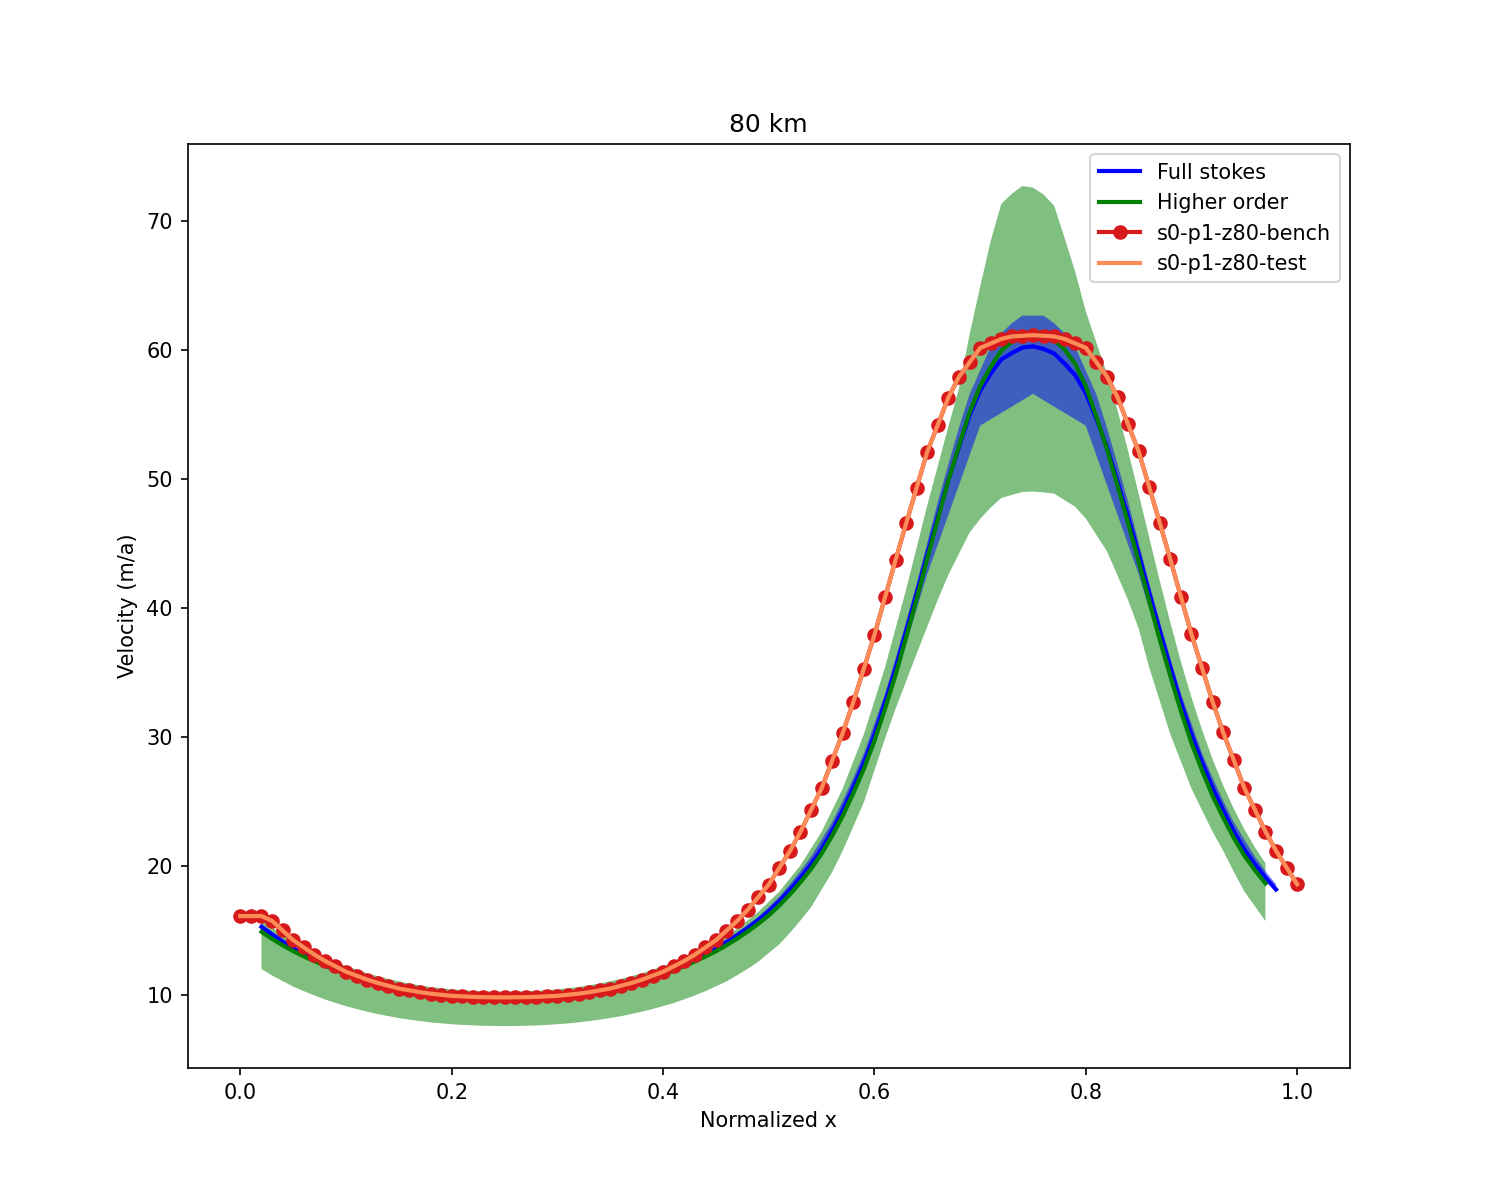 80 km
Full stokes
Higher order
s0-p1-z80-bench
s0-p1-z80-test
70
60
50
40
30
20
10
Velocity (m/a)
0.0 0.2 0.4 0.6 0.8 1.0
Normalized x